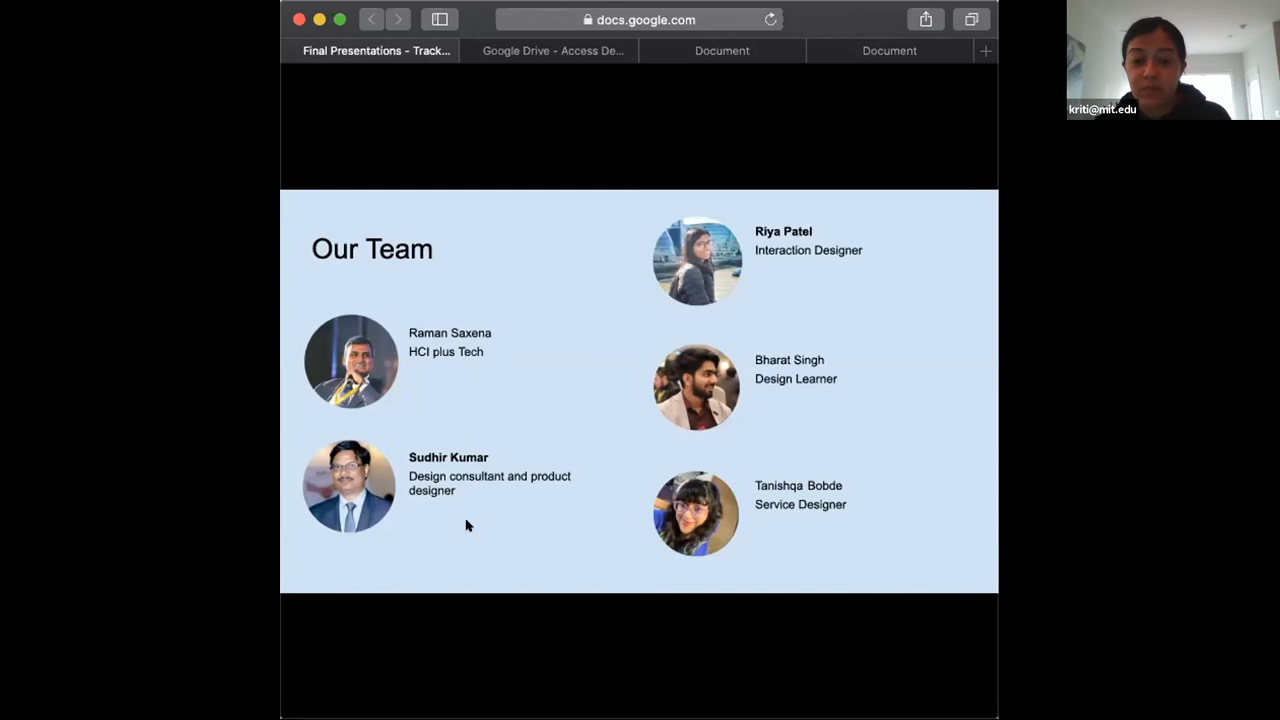 docs.google.com
Final Presentations - Track...
Google Drive - Access De...
Document
Document
kriti@mit.edu
Our Team
Raman Saxena
HCI plus Tech
Sudhir Kumar
Design consultant and product
designer
Riya Patel
Interaction Designer
Bharat Singh
Design Learner
Tanishqa Bobde
Service Designer